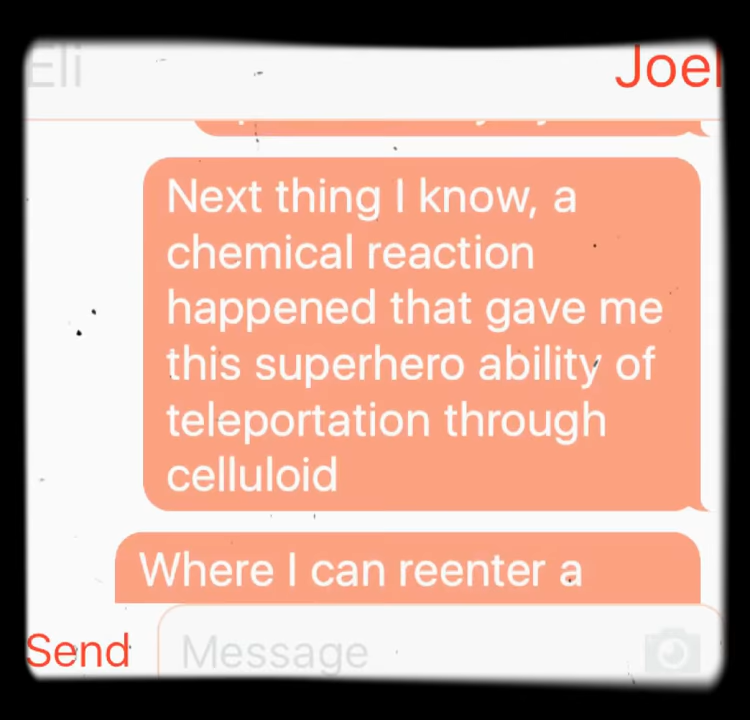 Eli Joel
Next thing I know, a
chemical reaction
happened that gave me
this superhero ability of
teleportation through
celluloid
Where I can reenter a
Send Message